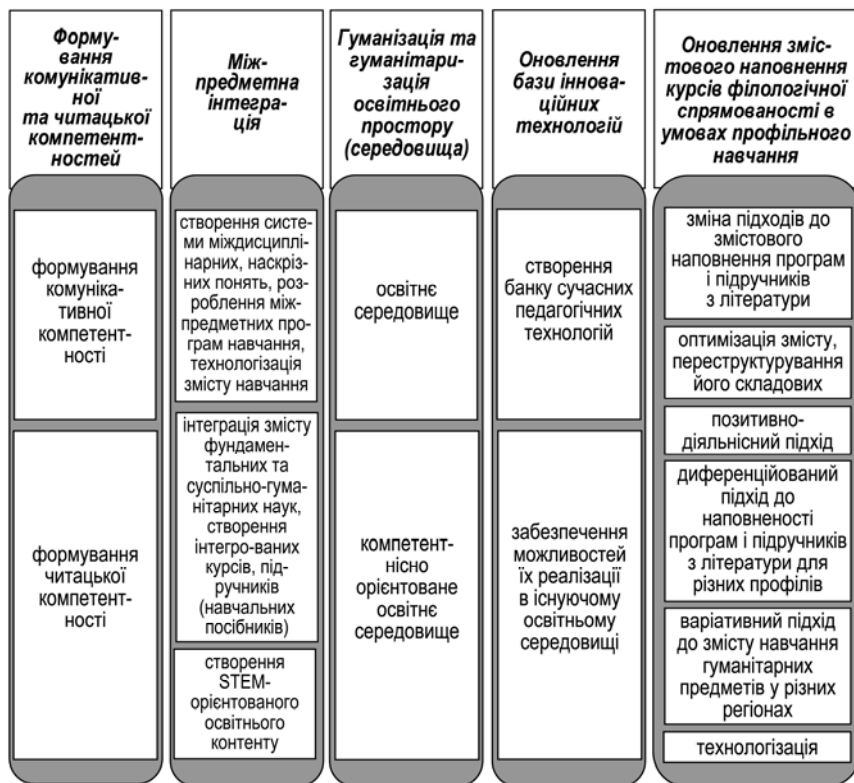 Форму-
вання
комунікатив-
ної
та читацької
компетент-
ностей
Між-
предметна
інтегра-
ція
Гуманізація та
гуманітари-
зація
освітнього
простору
(середовища)
Оновлення
бази іннова-
ційних
технологій
Оновлення зміс-
тового наповнення
курсів філологічної
спрямованості в
умовах профільного
навчання
формування
комуніка-
тивної
компетент-
ності
формування
читацької
компетент-
ності
створення систе-
ми міждисциплі-
нарних, наскріз-
них понять, роз-
роблення між-
предметних про-
грам навчання,
технологізація
змісту навчання
інтеграція змісту
фундамен-
тальних та
суспільно-гума-
нітарних наук,
створення
інтегро-ваних
курсів, під-
ручників
(навчальних
посібників)
створення
STEM-
орієнтованого
освітнього
контенту
освітнє
середовище
компетент-
нісно
орієнтоване
освітнє
середовище
створення
банку сучасних
педагогічних
технологій
забезпечення
можливостей
їх реалізації
в існуючому
освітньому
середовищі
зміна підходів до
змістового
наповнення програм
і підручників
з літератури
оптимізація змісту,
переструктурування
його складових
позитивно-
діяльнісний підхід
диференційований
підхід до
наповненості
програм і підручників
з літератури для
різних профілів
варіативний підхід
до змісту навчання
гуманітарних
предметів у різних
регіонах
технологізація